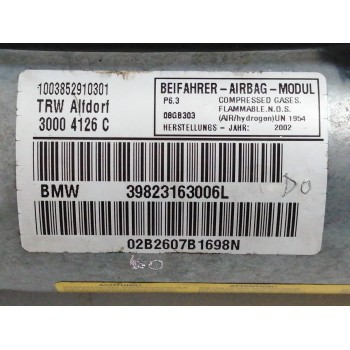 1003852910301
TRW Alfdorf
3000 4126 C
BEIFAHRER-AIRBAG-MODUL
P6.3 COMPRESSED GASES.
FLAMMABLE,N.O.S.
08GB303 (AIR/hydrogen)UN 1954
HERSTELLUNGS - JAHR: 2002
BMW 39823163006L
DO
02B2607B1698N